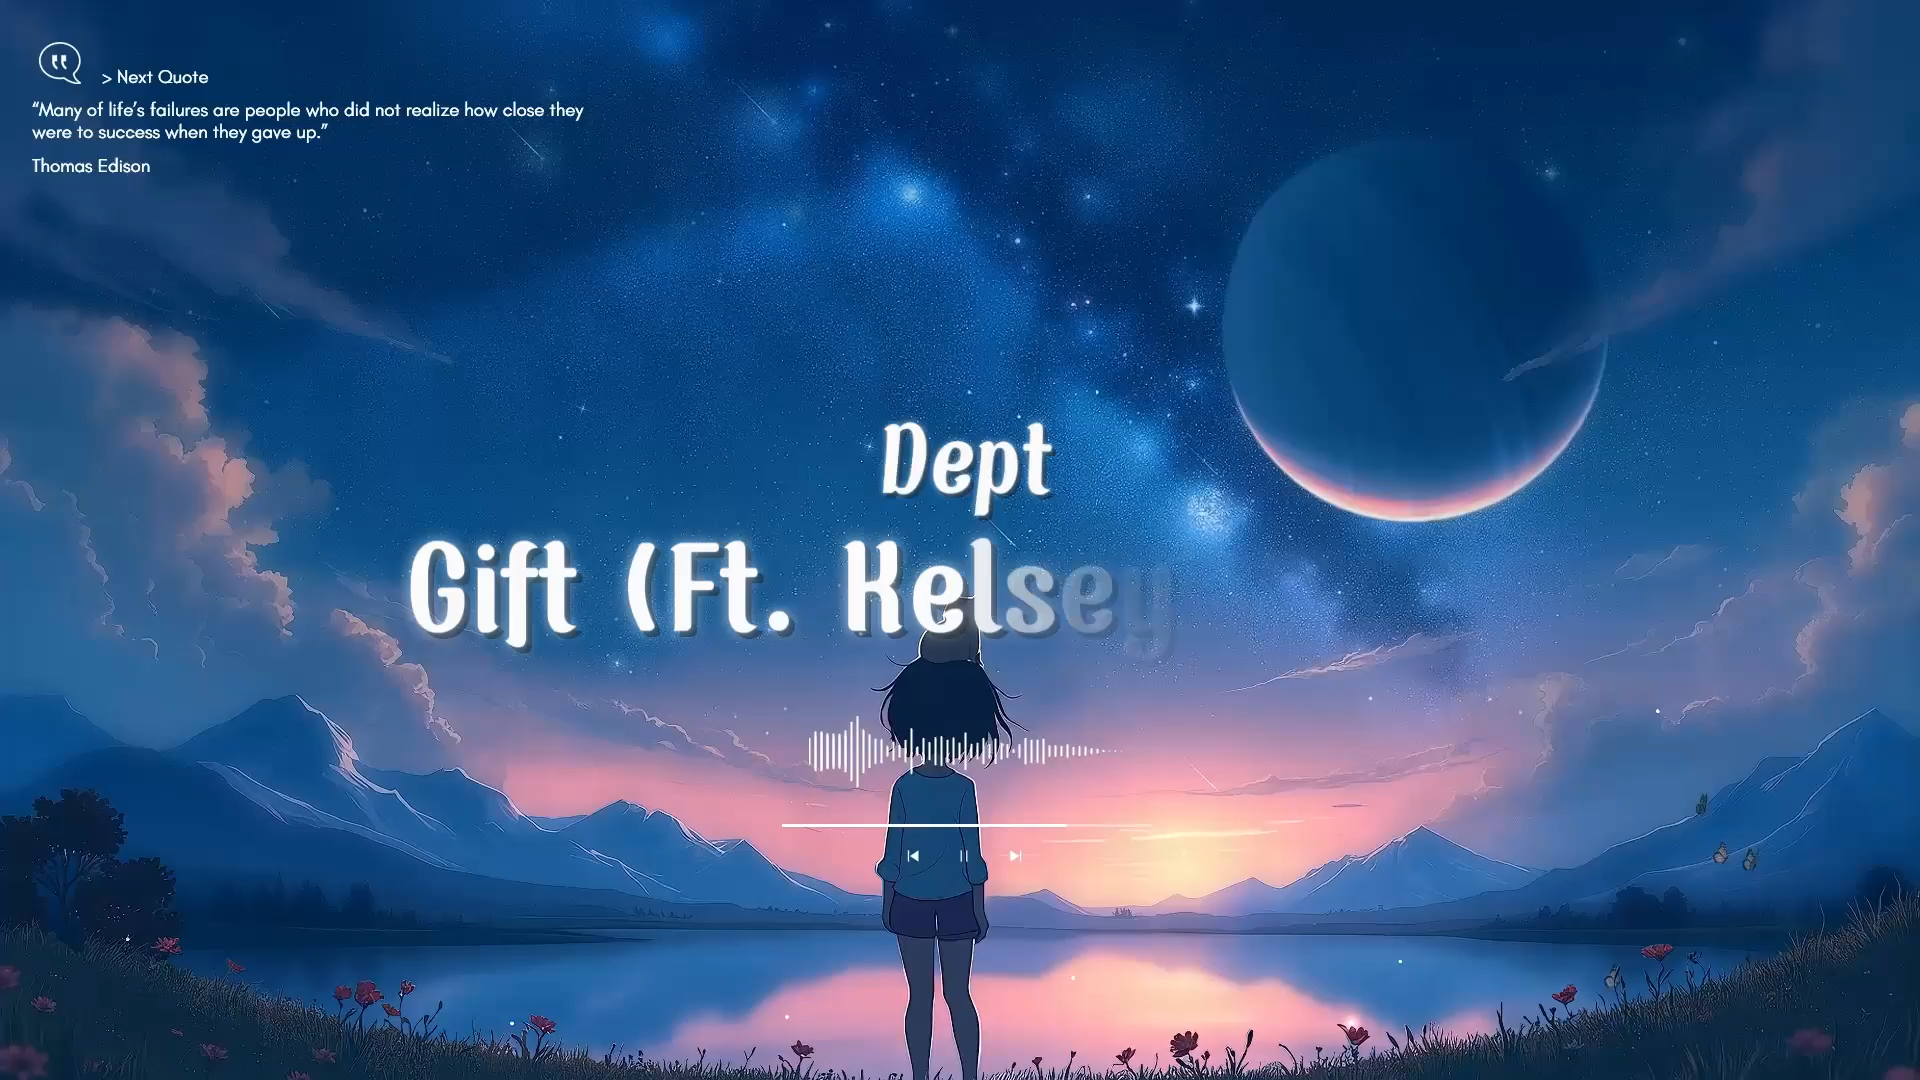 > Next Quote
“Many of life’s failures are people who did not realize how close they
were to success when they gave up.”
Thomas Edison
Dept
Gift (Ft. Kelsey